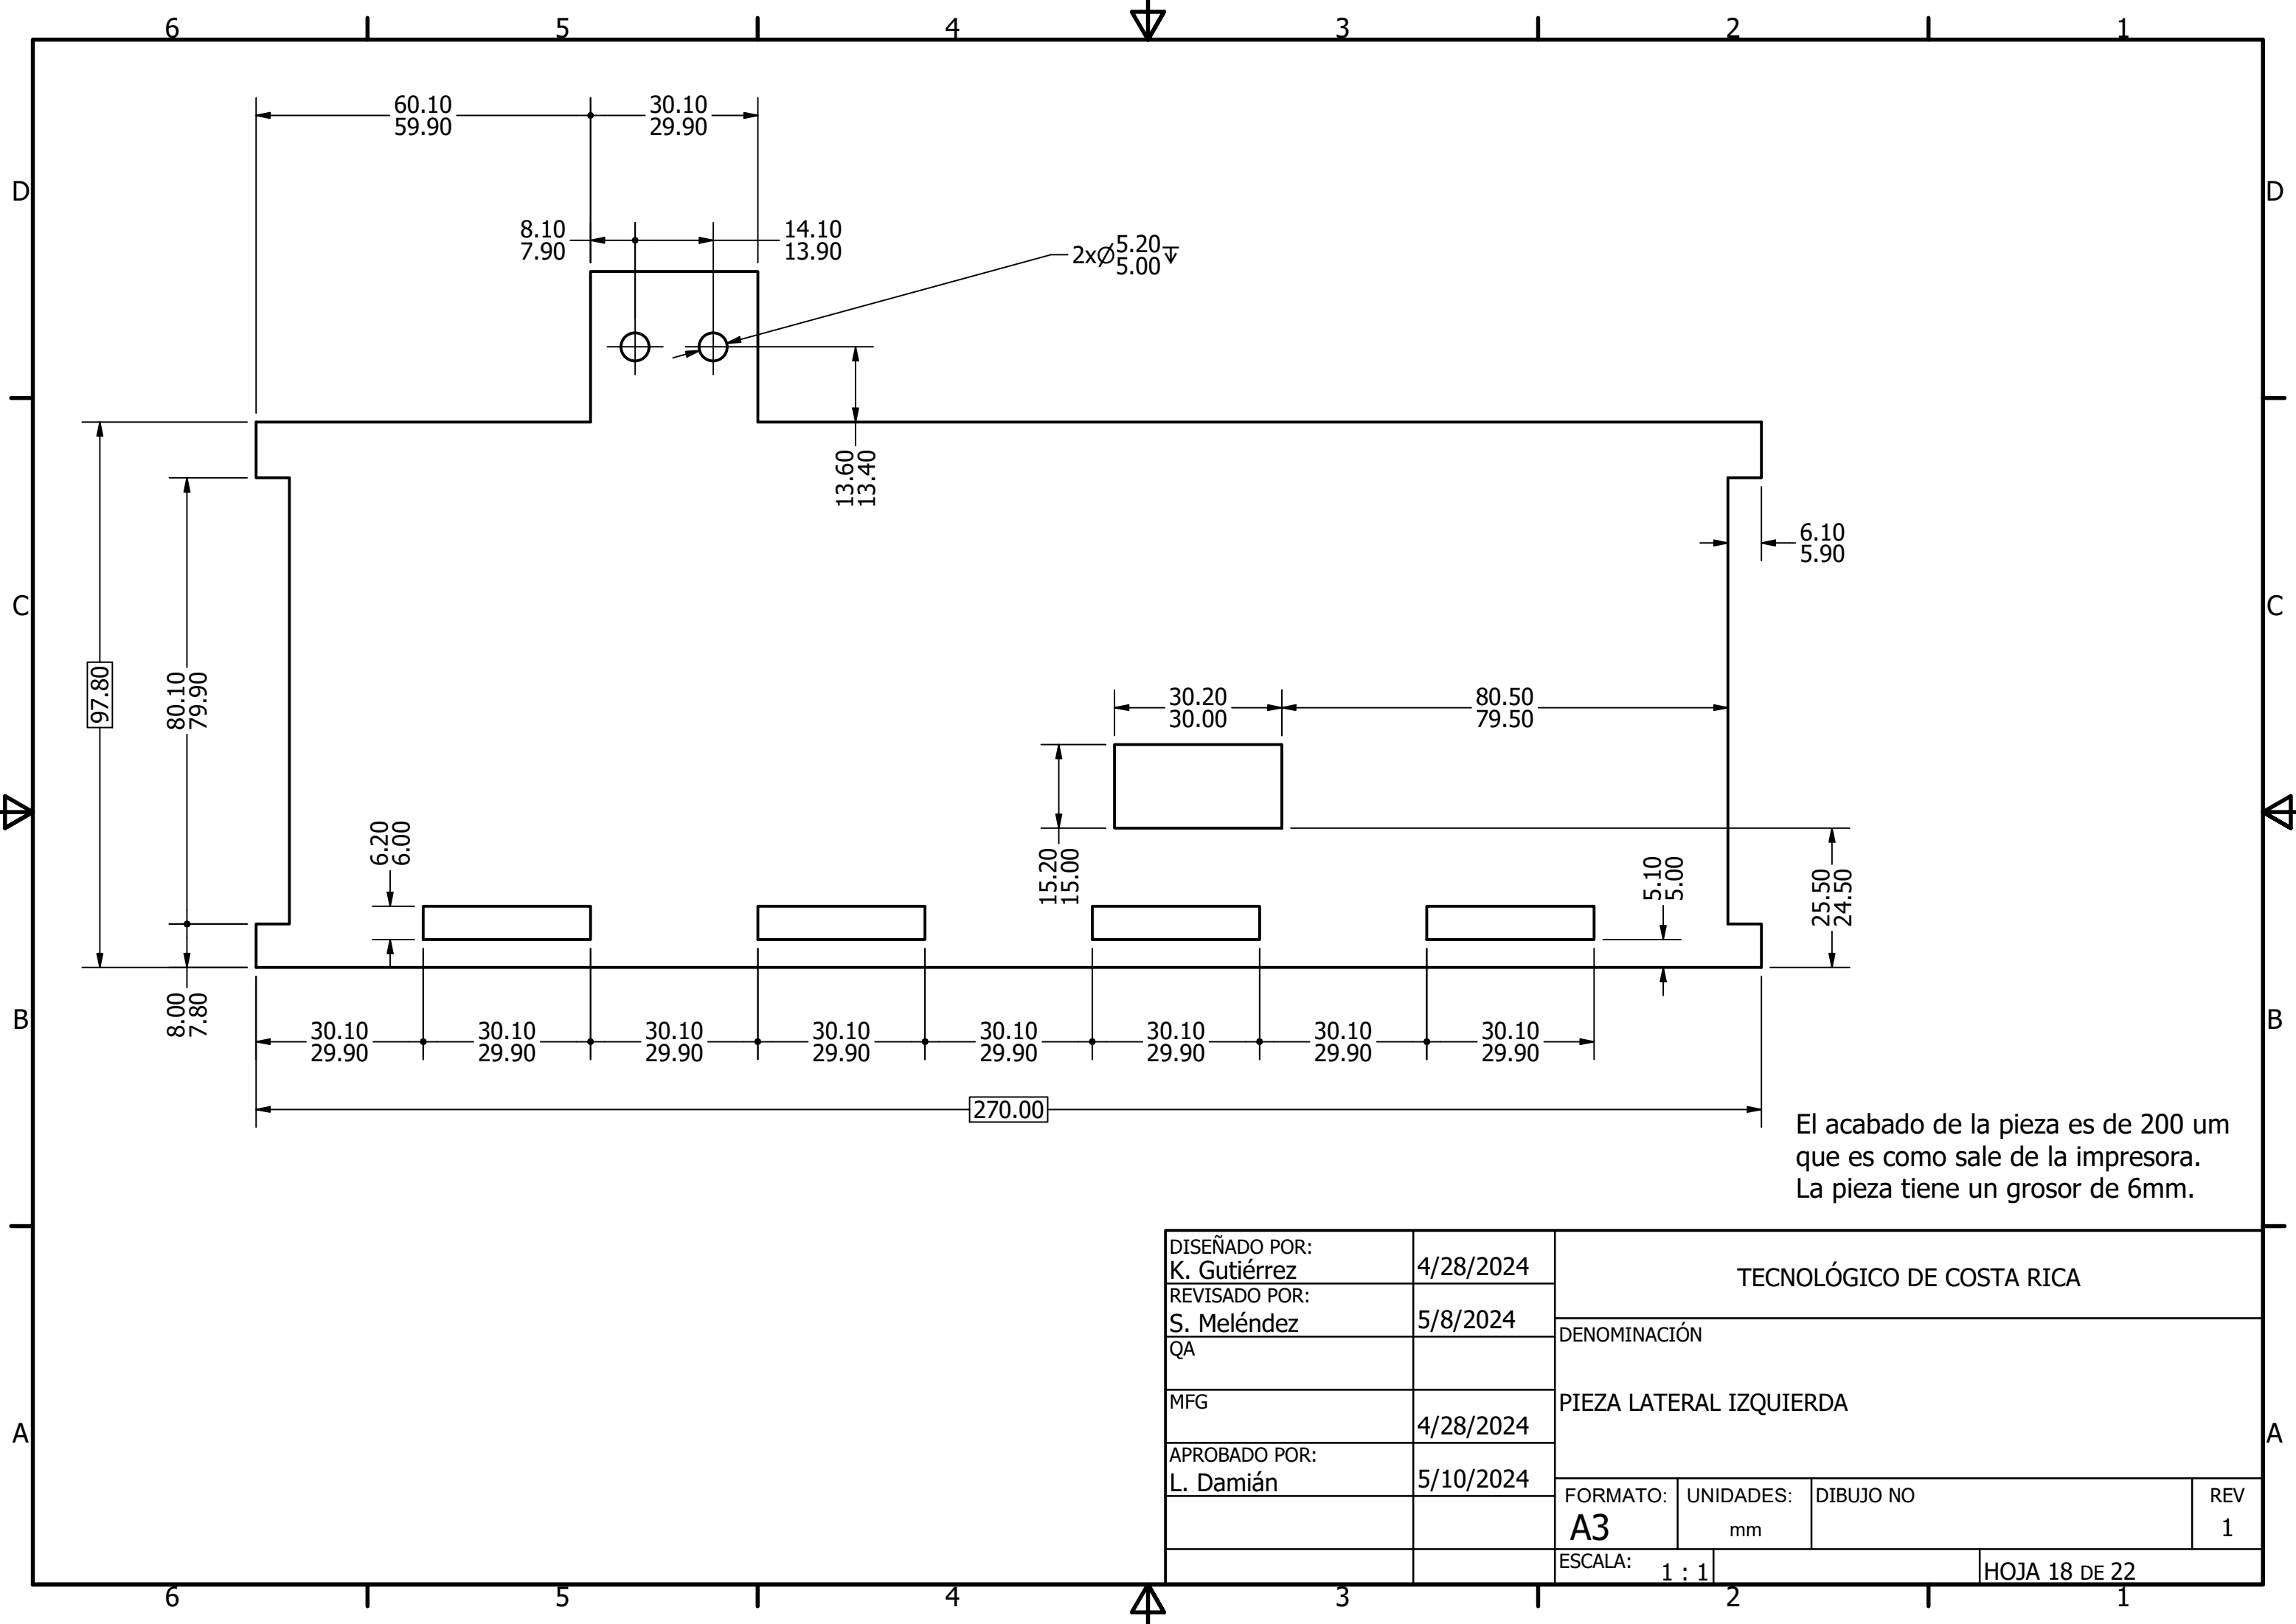 6 5 4 3 2 1
60.10 30.10
59.90 29.90
D D
8.10 14.10
7.90 13.90
2xØ5.20↧
5.00
13.60
13.40
6.10
5.90
C C
97.80
80.10
79.90
30.20 80.50
30.00 79.50
6.20
6.00
15.20
15.00
5.10
5.00
25.50
24.50
8.00
7.80
B B
30.10 30.10 30.10 30.10 30.10 30.10 30.10 30.10
29.90 29.90 29.90 29.90 29.90 29.90 29.90 29.90
270.00
El acabado de la pieza es de 200 um
que es como sale de la impresora.
La pieza tiene un grosor de 6mm.
DISEÑADO POR:
K. Gutiérrez 4/28/2024
TECNOLÓGICO DE COSTA RICA
REVISADO POR:
S. Meléndez 5/8/2024
DENOMINACIÓN
QA
PIEZA LATERAL IZQUIERDA
MFG
4/28/2024
A A
APROBADO POR:
L. Damián 5/10/2024
FORMATO: UNIDADES: DIBUJO NO REV
A3 mm 1
ESCALA: 1 : 1 HOJA 18 DE 22
6 5 4 3 2 1